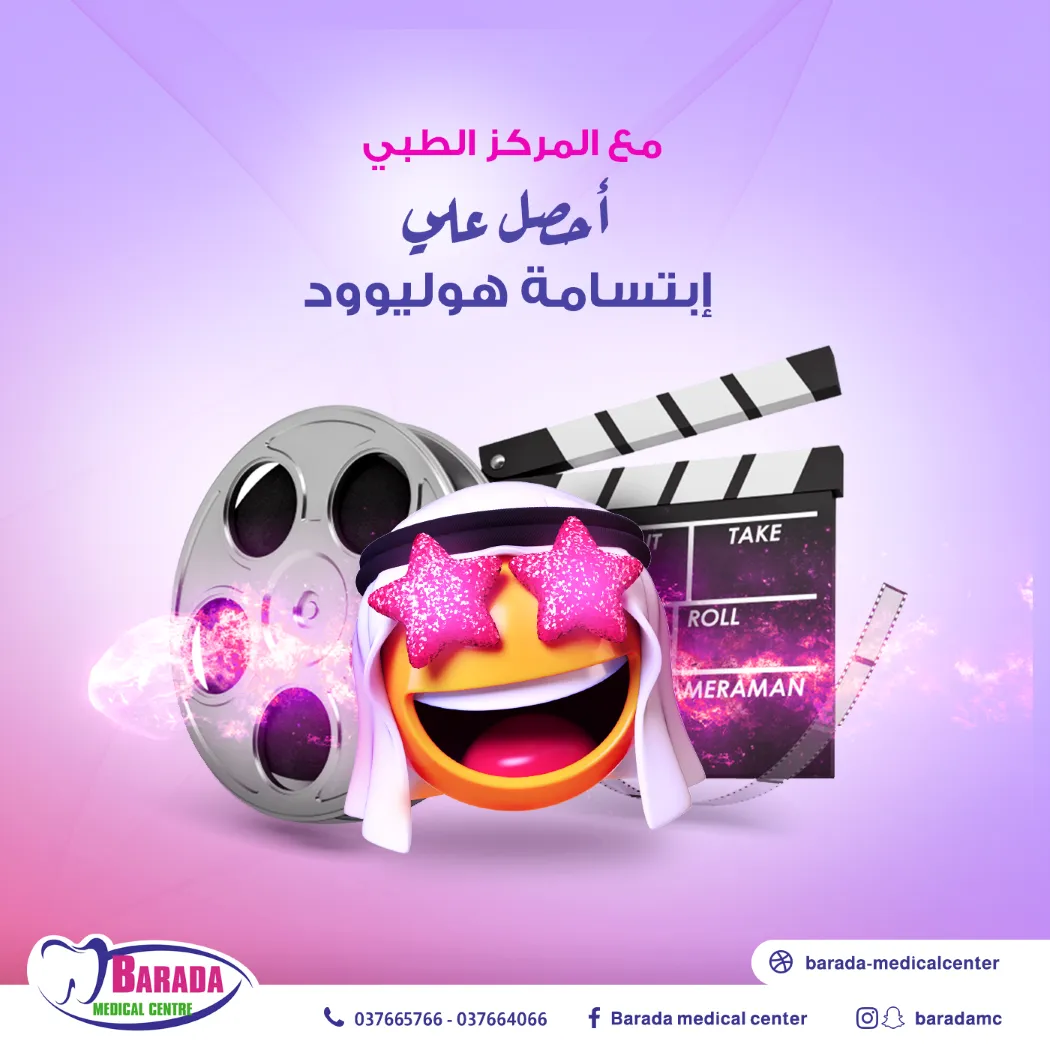 مع المركز الطبي
أحصل علي
إبتسامة هوليوود
TAKE
ROLL
MERAMAN
barada-medicalcenter
BARADA
MEDICAL CENTRE
037665766 - 037664066
Barada medical center
baradamc